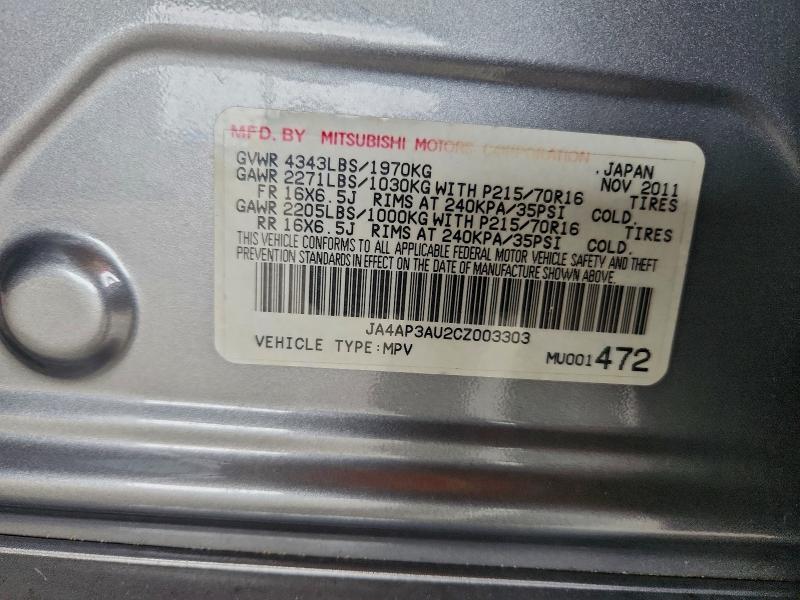 MFD. BY MITSUBISHI MOTORS CORPORATION
GVWR 4343LBS/1970KG .JAPAN
GAWR 2271LBS/1030KG WITH P215/70R16 NOV 2011
FR 16X6.5J RIMS AT 240KPA/35PSI COLD. TIRES
GAWR 2205LBS/1000KG WITH P215/70R16
RR 16X6.5J RIMS AT 240KPA/35PSI COLD. TIRES
THIS VEHICLE CONFORMS TO ALL APPLICABLE FEDERAL MOTOR VEHICLE SAFETY AND THEFT
PREVENTION STANDARDS IN EFFECT ON THE DATE OF MANUFACTURE SHOWN ABOVE.
JA4AP3AU2CZ003303
VEHICLE TYPE:MPV MU001472